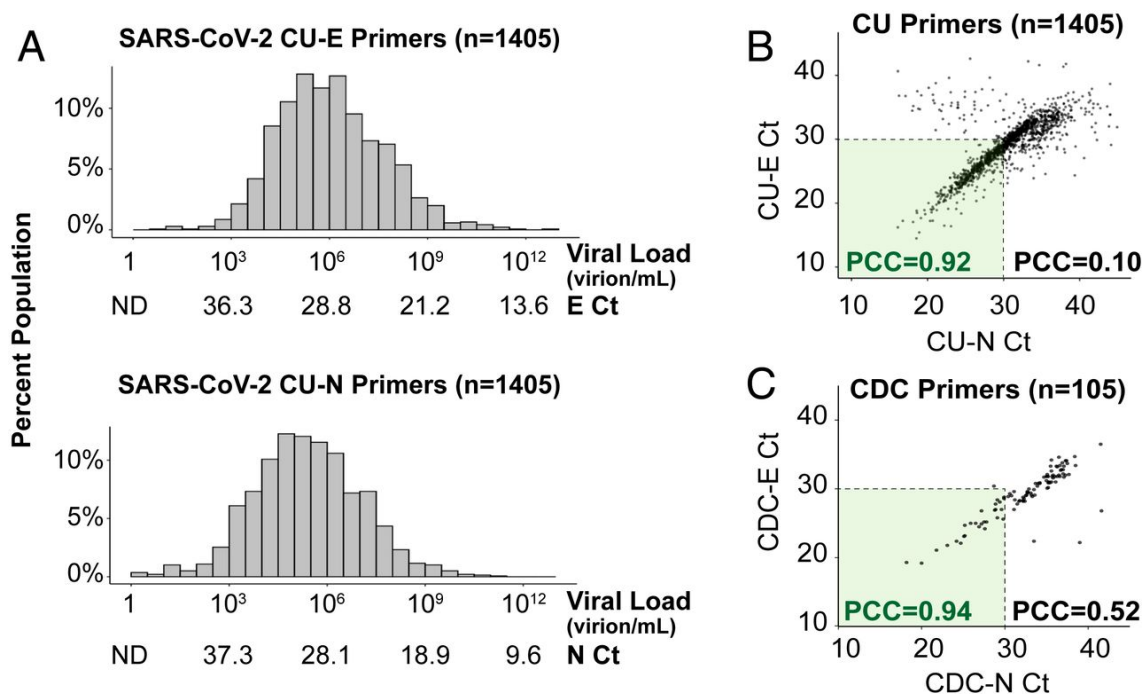 A
SARS-CoV-2 CU-E Primers (n=1405)
Percent Population
10%
5%
0%
1 10³ 10⁶ 10⁹ 10¹² Viral Load
(virion/mL)
ND 36.3 28.8 21.2 13.6 E Ct
SARS-CoV-2 CU-N Primers (n=1405)
10%
5%
0%
1 10³ 10⁶ 10⁹ 10¹² Viral Load
(virion/mL)
ND 37.3 28.1 18.9 9.6 N Ct
B
CU Primers (n=1405)
CU-E Ct
40
30
20
10
PCC=0.92 PCC=0.10
10 20 30 40
CU-N Ct
C
CDC Primers (n=105)
CDC-E Ct
40
30
20
10
PCC=0.94 PCC=0.52
10 20 30 40
CDC-N Ct